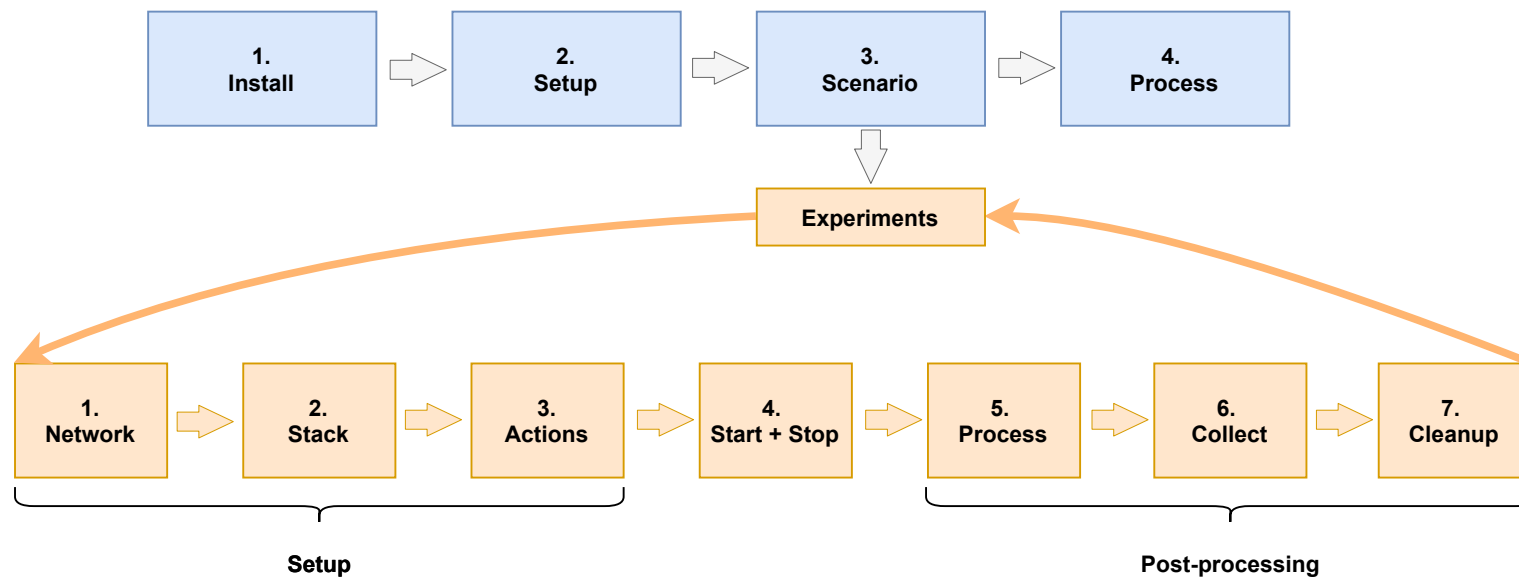 1.
Install
2.
Setup
3.
Scenario
4.
Process
Experiments
1.
Network
2.
Stack
3.
Actions
4.
Start + Stop
5.
Process
6.
Collect
7.
Cleanup
Setup
Post-processing